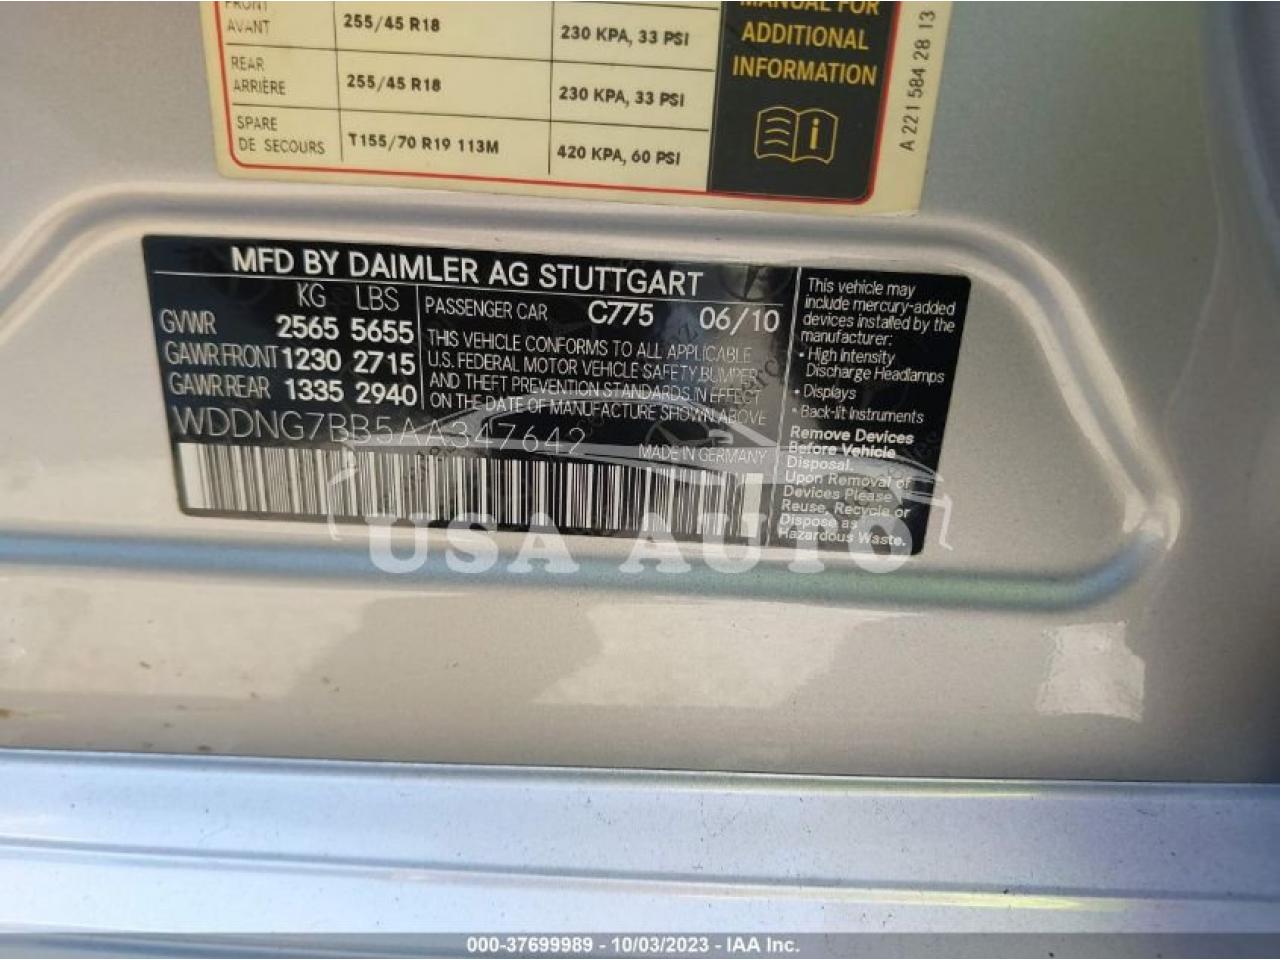 FRONT
AVANT 255/45 R18 230 KPA, 33 PSI
REAR
ARRIÈRE 255/45 R18 230 KPA, 33 PSI
SPARE
DE SECOURS T155/70 R19 113M 420 KPA, 60 PSI
MANUAL FOR
ADDITIONAL
INFORMATION
A 221 584 28 13
MFD BY DAIMLER AG STUTTGART
KG LBS
GVWR 2565 5655
GAWR FRONT 1230 2715
GAWR REAR 1335 2940
PASSENGER CAR C775 06/10
THIS VEHICLE CONFORMS TO ALL APPLICABLE
U.S. FEDERAL MOTOR VEHICLE SAFETY BUMPER
AND THEFT PREVENTION STANDARDS IN EFFECT
ON THE DATE OF MANUFACTURE SHOWN ABOVE
WDDNG7BB5AA347642
MADE IN GERMANY
This vehicle may
include mercury-added
devices installed by the
manufacturer:
• High Intensity
Discharge Headlamps
• Displays
• Back-lit Instruments
Remove Devices
Before Vehicle
Disposal.
Upon Removal of
Devices Please
Reuse, Recycle or
Dispose as
Hazardous Waste.
USA AUTO
000-37699989 - 10/03/2023 - IAA Inc.